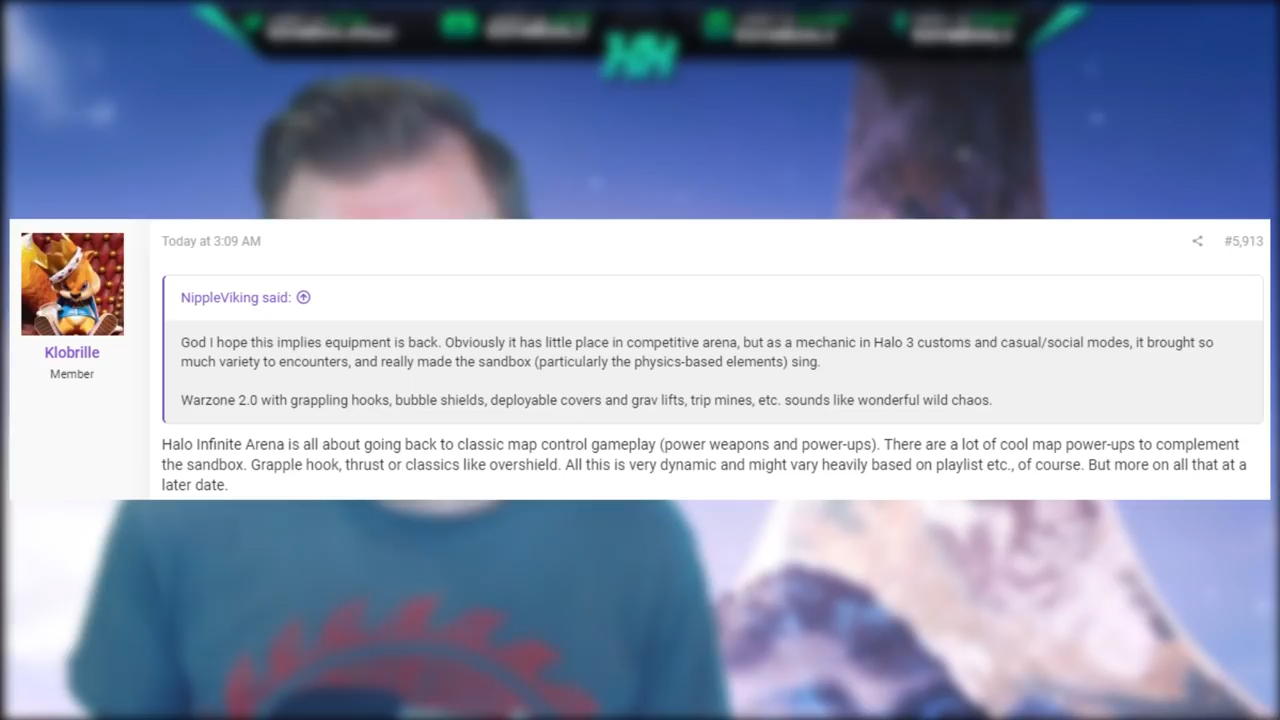 HH
Today at 3:09 AM
#5,913
NippleViking said:
Klobrille
Member
God I hope this implies equipment is back. Obviously it has little place in competitive arena, but as a mechanic in Halo 3 customs and casual/social modes, it brought so
much variety to encounters, and really made the sandbox (particularly the physics-based elements) sing.
Warzone 2.0 with grappling hooks, bubble shields, deployable covers and grav lifts, trip mines, etc. sounds like wonderful wild chaos.
Halo Infinite Arena is all about going back to classic map control gameplay (power weapons and power-ups). There are a lot of cool map power-ups to complement
the sandbox. Grapple hook, thrust or classics like overshield. All this is very dynamic and might vary heavily based on playlist etc., of course. But more on all that at a
later date.